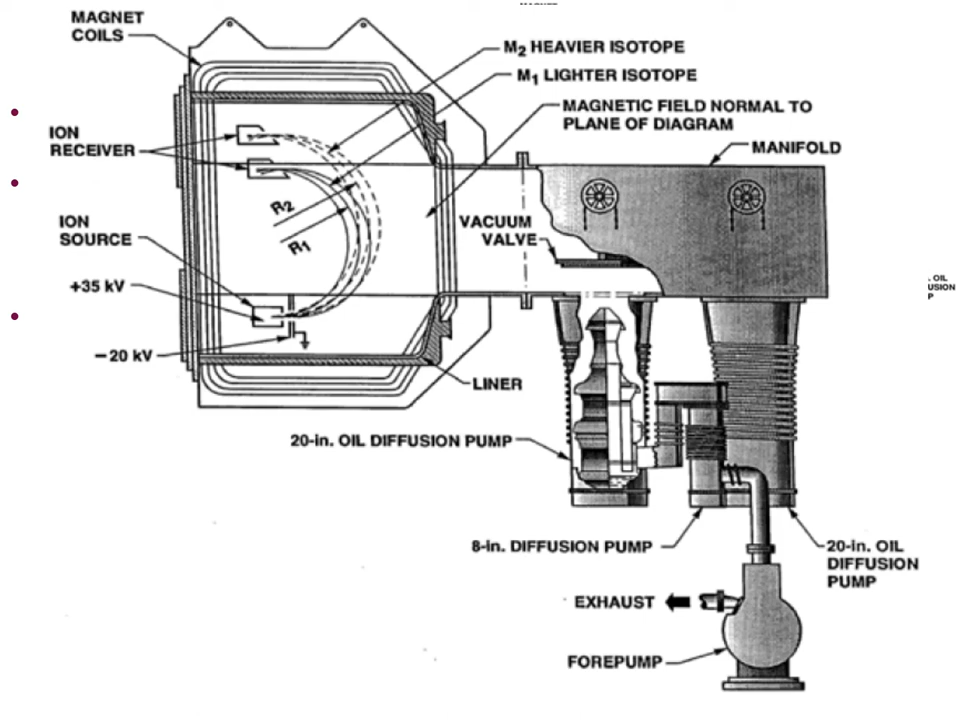 MAGNET
COILS
M2 HEAVIER ISOTOPE
M1 LIGHTER ISOTOPE
MAGNETIC FIELD NORMAL TO
PLANE OF DIAGRAM
MANIFOLD
ION
RECEIVER
R2
R1
ION
SOURCE
VACUUM
VALVE
+35 kV
−20 kV
LINER
20-in. OIL DIFFUSION PUMP
8-in. DIFFUSION PUMP
20-in. OIL
DIFFUSION
PUMP
EXHAUST
FOREPUMP
OIL
USION
P